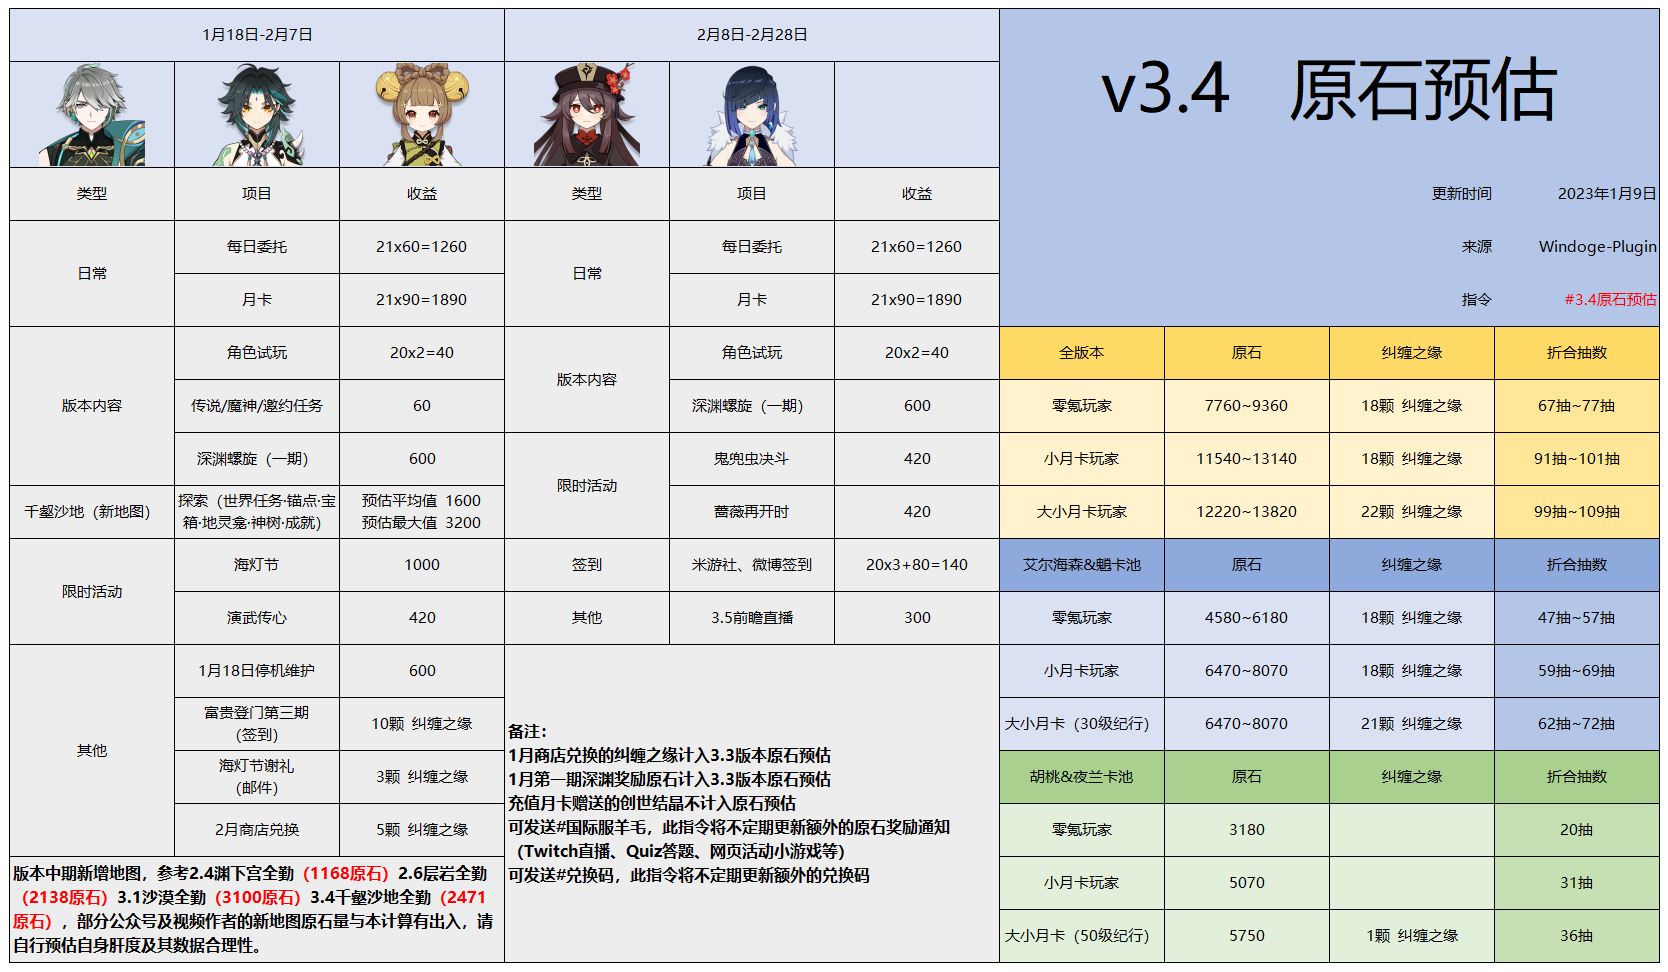 1月18日-2月7日
2月8日-2月28日
v3.4 原石预估
更新时间 2023年1月9日
来源 Windoge-Plugin
指令 #3.4原石预估
类型 项目 收益
日常
每日委托 21x60=1260
月卡 21x90=1890
版本内容
角色试玩 20x2=40
传说/魔神/邀约任务 60
深渊螺旋（一期） 600
千壑沙地（新地图）
探索（世界任务·锚点·宝
箱·地灵龛·神树·成就）
预估平均值 1600
预估最大值 3200
限时活动
海灯节 1000
演武传心 420
其他
1月18日停机维护 600
富贵登门第三期
（签到）
10颗 纠缠之缘
海灯节谢礼
（邮件）
3颗 纠缠之缘
2月商店兑换 5颗 纠缠之缘
版本中期新增地图，参考2.4渊下宫全勤（1168原石）2.6层岩全勤
（2138原石）3.1沙漠全勤（3100原石）3.4千壑沙地全勤（2471
原石），部分公众号及视频作者的新地图原石量与本计算有出入，请
自行预估自身肝度及其数据合理性。
类型 项目 收益
日常
每日委托 21x60=1260
月卡 21x90=1890
版本内容
角色试玩 20x2=40
深渊螺旋（一期） 600
限时活动
鬼兜虫决斗 420
蔷薇再开时 420
签到 米游社、微博签到 20x3+80=140
其他 3.5前瞻直播 300
备注：
1月商店兑换的纠缠之缘计入3.3版本原石预估
1月第一期深渊奖励原石计入3.3版本原石预估
充值月卡赠送的创世结晶不计入原石预估
可发送#国际服羊毛，此指令将不定期更新额外的原石奖励通知
（Twitch直播、Quiz答题、网页活动小游戏等）
可发送#兑换码，此指令将不定期更新额外的兑换码
全版本 原石 纠缠之缘 折合抽数
零氪玩家 7760~9360 18颗 纠缠之缘 67抽~77抽
小月卡玩家 11540~13140 18颗 纠缠之缘 91抽~101抽
大小月卡玩家 12220~13820 22颗 纠缠之缘 99抽~109抽
艾尔海森&魈卡池 原石 纠缠之缘 折合抽数
零氪玩家 4580~6180 18颗 纠缠之缘 47抽~57抽
小月卡玩家 6470~8070 18颗 纠缠之缘 59抽~69抽
大小月卡（30级纪行） 6470~8070 21颗 纠缠之缘 62抽~72抽
胡桃&夜兰卡池 原石 纠缠之缘 折合抽数
零氪玩家 3180 20抽
小月卡玩家 5070 31抽
大小月卡（50级纪行） 5750 1颗 纠缠之缘 36抽